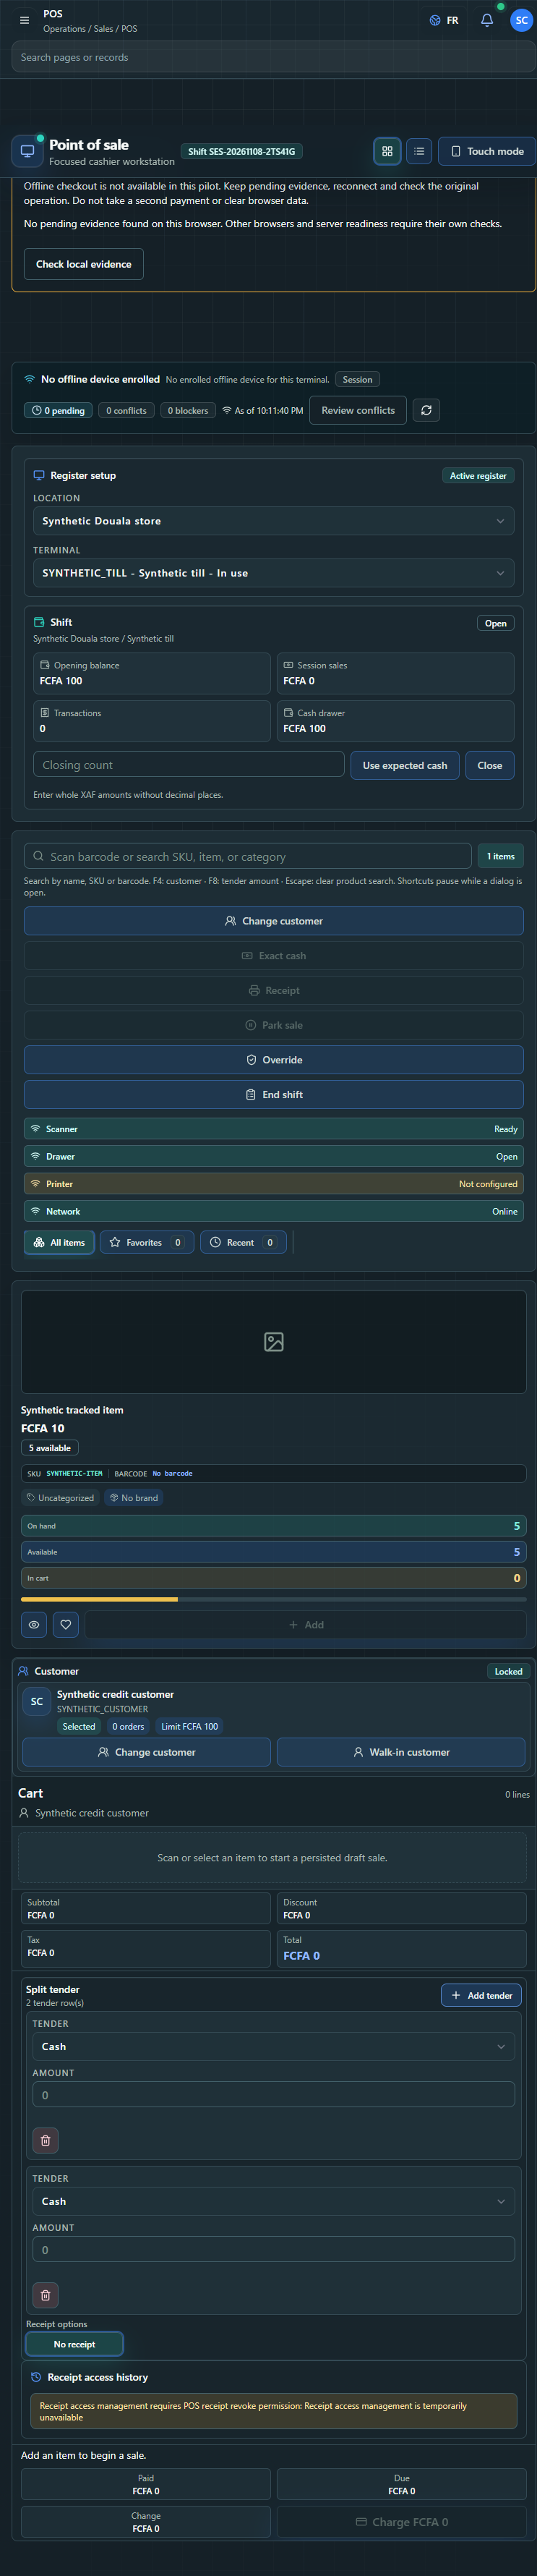 POS
Operations / Sales / POS
FR
SC
Search pages or records
Point of sale
Focused cashier workstation
Shift SES-20261108-2TS41G
Touch mode
Offline checkout is not available in this pilot. Keep pending evidence, reconnect and check the original
operation. Do not take a second payment or clear browser data.
No pending evidence found on this browser. Other browsers and server readiness require their own checks.
Check local evidence
No offline device enrolled
No enrolled offline device for this terminal.
Session
0 pending
0 conflicts
0 blockers
As of 10:11:40 PM
Review conflicts
Register setup
Active register
LOCATION
Synthetic Douala store
TERMINAL
SYNTHETIC_TILL - Synthetic till - In use
Shift
Open
Synthetic Douala store / Synthetic till
Opening balance
FCFA 100
Session sales
FCFA 0
Transactions
0
Cash drawer
FCFA 100
Closing count
Use expected cash
Close
Enter whole XAF amounts without decimal places.
Scan barcode or search SKU, item, or category
1 items
Search by name, SKU or barcode. F4: customer · F8: tender amount · Escape: clear product search. Shortcuts pause while a dialog is
open.
Change customer
Exact cash
Receipt
Park sale
Override
End shift
Scanner
Ready
Drawer
Open
Printer
Not configured
Network
Online
All items
Favorites
0
Recent
0
Synthetic tracked item
FCFA 10
5 available
SKU SYNTHETIC-ITEM
BARCODE No barcode
Uncategorized
No brand
On hand
5
Available
5
In cart
0
Add
Customer
Locked
SC
Synthetic credit customer
SYNTHETIC_CUSTOMER
Selected
0 orders
Limit FCFA 100
Change customer
Walk-in customer
Cart
0 lines
Synthetic credit customer
Scan or select an item to start a persisted draft sale.
Subtotal
FCFA 0
Discount
FCFA 0
Tax
FCFA 0
Total
FCFA 0
Split tender
2 tender row(s)
Add tender
TENDER
Cash
AMOUNT
0
TENDER
Cash
AMOUNT
0
Receipt options
No receipt
Receipt access history
Receipt access management requires POS receipt revoke permission: Receipt access management is temporarily
unavailable
Add an item to begin a sale.
Paid
FCFA 0
Due
FCFA 0
Change
FCFA 0
Charge FCFA 0